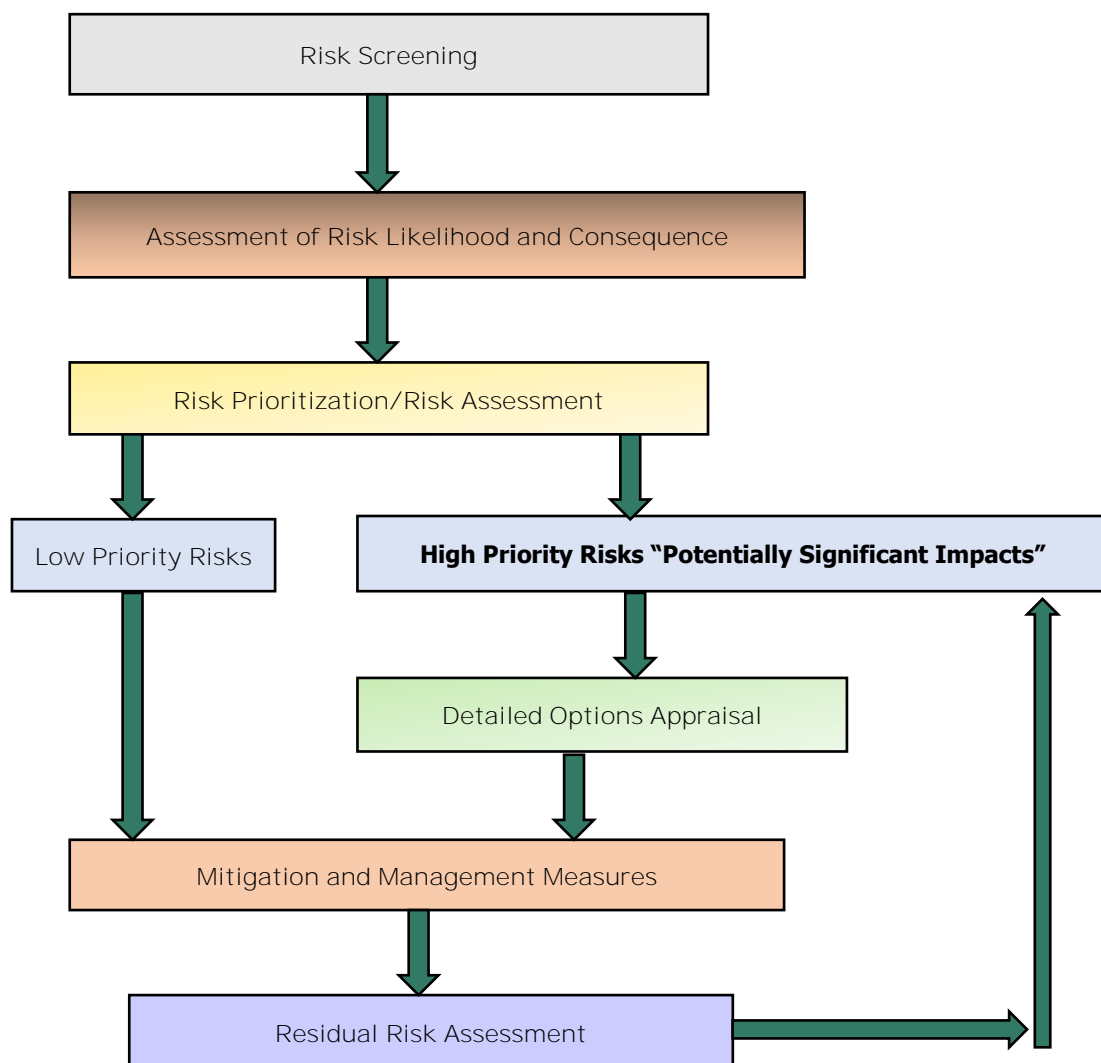 Risk Screening
Assessment of Risk Likelihood and Consequence
Risk Prioritization/Risk Assessment
Low Priority Risks
High Priority Risks “Potentially Significant Impacts”
Detailed Options Appraisal
Mitigation and Management Measures
Residual Risk Assessment